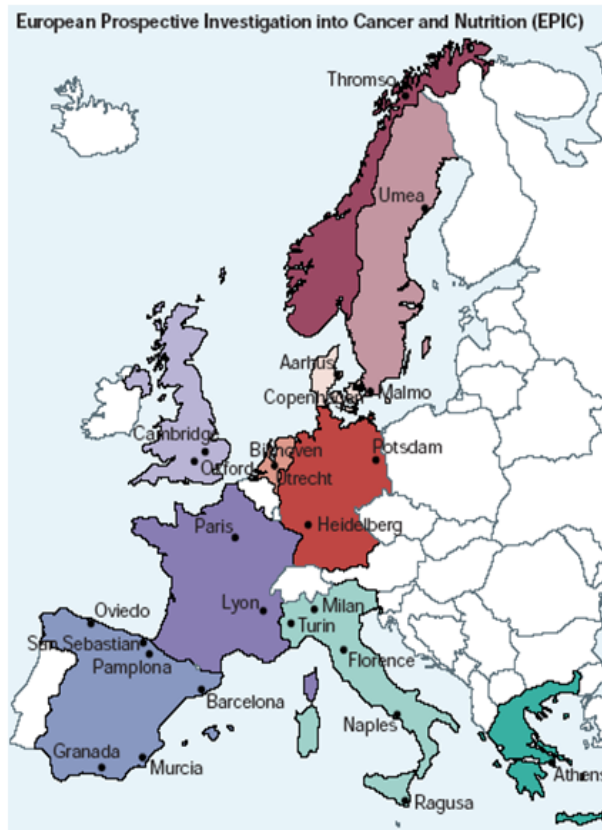 European Prospective Investigation into Cancer and Nutrition (EPIC)
Thromso
Umea
Aarhus
Copenhagen
Malmo
Cambridge
Bilthoven
Potsdam
Oxford
Utrecht
Paris
Heidelberg
Oviedo
Lyon
Milan
Turin
San Sebastian
Pamplona
Florence
Barcelona
Naples
Granada
Murcia
Athens
Ragusa